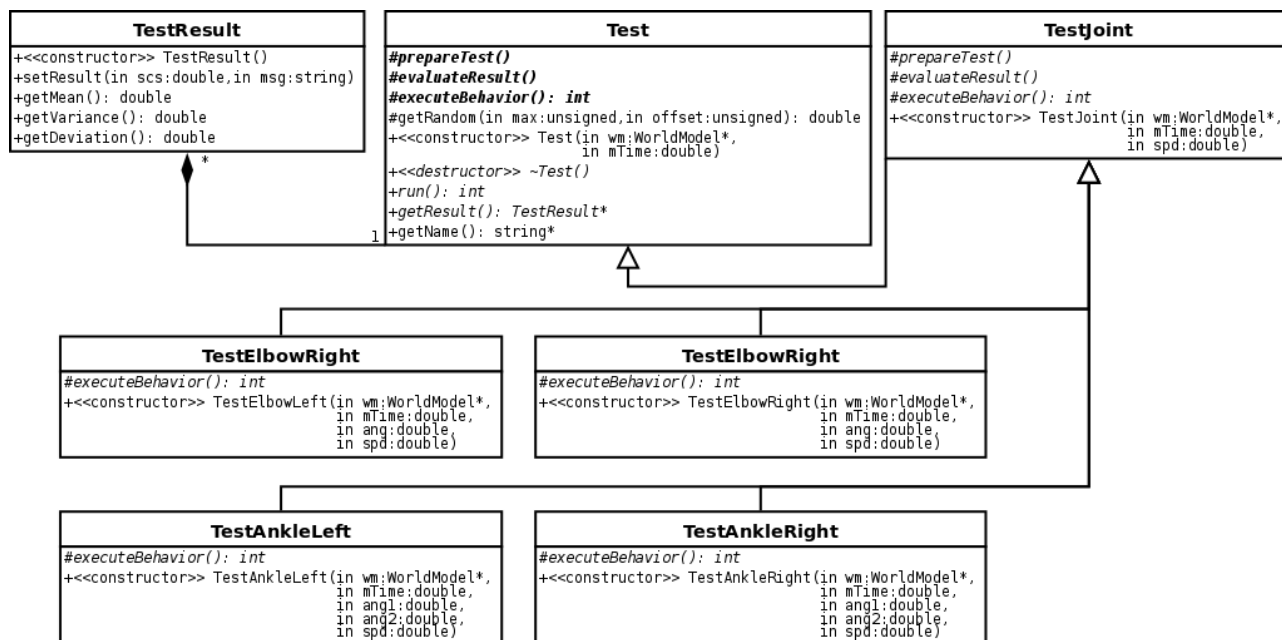 TestResult
+<<constructor>> TestResult()
+setResult(in scs:double,in msg:string)
+getMean(): double
+getVariance(): double
+getDeviation(): double
*
1
Test
#prepareTest()
#evaluateResult()
#executeBehavior(): int
#getRandom(in max:unsigned,in offset:unsigned): double
+<<constructor>> Test(in wm:WorldModel*,
in mTime:double)
+<<destructor>> ~Test()
+run(): int
+getResult(): TestResult*
+getName(): string*
TestJoint
#prepareTest()
#evaluateResult()
#executeBehavior(): int
+<<constructor>> TestJoint(in wm:WorldModel*,
in mTime:double,
in spd:double)
TestElbowRight
#executeBehavior(): int
+<<constructor>> TestElbowLeft(in wm:WorldModel*,
in mTime:double,
in ang:double,
in spd:double)
TestElbowRight
#executeBehavior(): int
+<<constructor>> TestElbowRight(in wm:WorldModel*,
in mTime:double,
in ang:double,
in spd:double)
TestAnkleLeft
#executeBehavior(): int
+<<constructor>> TestAnkleLeft(in wm:WorldModel*,
in mTime:double,
in ang1:double,
in ang2:double,
in spd:double)
TestAnkleRight
#executeBehavior(): int
+<<constructor>> TestAnkleRight(in wm:WorldModel*,
in mTime:double,
in ang1:double,
in ang2:double,
in spd:double)